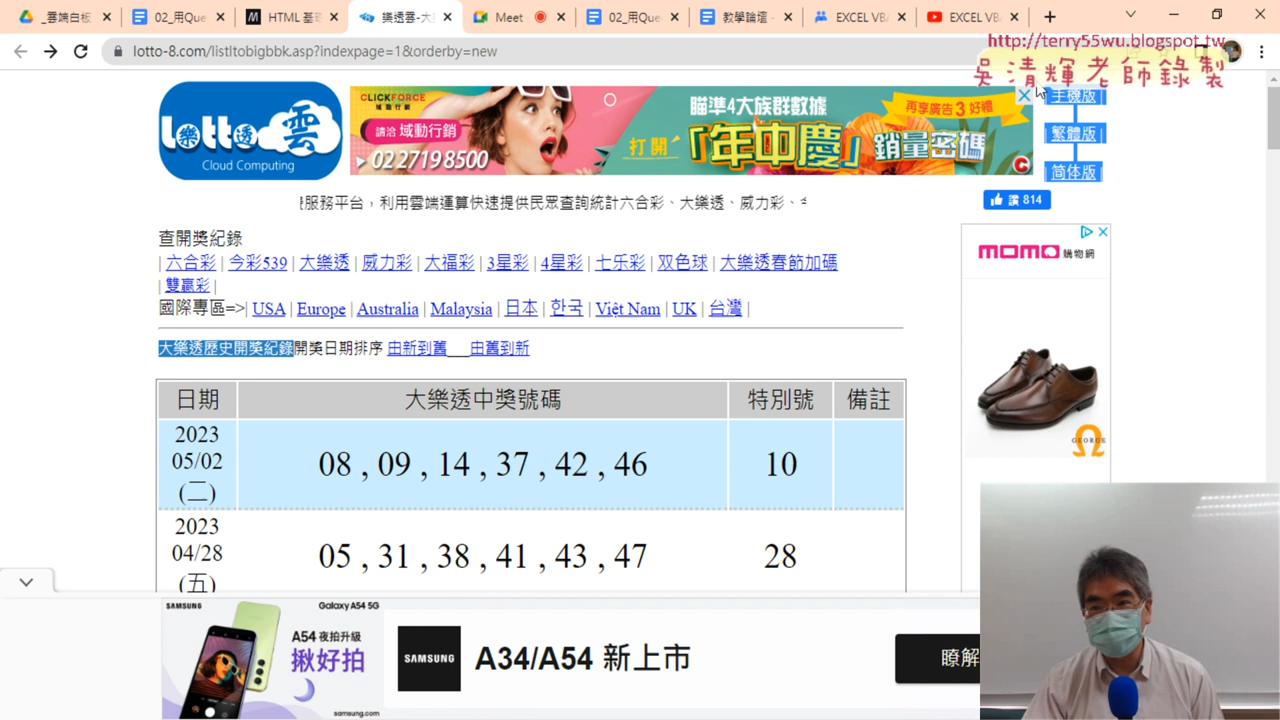 _雲端白板
02_用Que
HTML 基礎
樂透雲-大
Meet
02_用Que
教學論壇 -
EXCEL VB
EXCEL VB
lotto-8.com/listltobigbbk.asp?indexpage=1&orderby=new
http://terry55wu.blogspot.tw
吳清輝老師錄製
lotto 樂透雲
Cloud Computing
CLICKFORCE
域動行銷
請洽 域動行銷
02 2719 8500
瞄準4大族群數據
再享廣告3好禮
打開「年中慶」銷量密碼
手機版
繁體版
简体版
讚 814
服務平台，利用雲端運算快速提供民眾查詢統計六合彩、大樂透、威力彩、
查開獎紀錄
| 六合彩 | 今彩539 | 大樂透 | 威力彩 | 大福彩 | 3星彩 | 4星彩 | 七乐彩 | 双色球 | 大樂透春節加碼
| 雙贏彩 |
國際專區=>| USA | Europe | Australia | Malaysia | 日本 | 한국 | Việt Nam | UK | 台灣 |
大樂透歷史開獎紀錄開獎日期排序 由新到舊___由舊到新
日期 大樂透中獎號碼 特別號 備註
2023
05/02
(二)
08 , 09 , 14 , 37 , 42 , 46
10
2023
04/28
(五)
05 , 31 , 38 , 41 , 43 , 47
28
momo 購物網
GEORGE
SAMSUNG
Galaxy A54 5G
A54 夜拍升級
揪好拍
samsung.com
SAMSUNG
A34/A54 新上市
瞭解